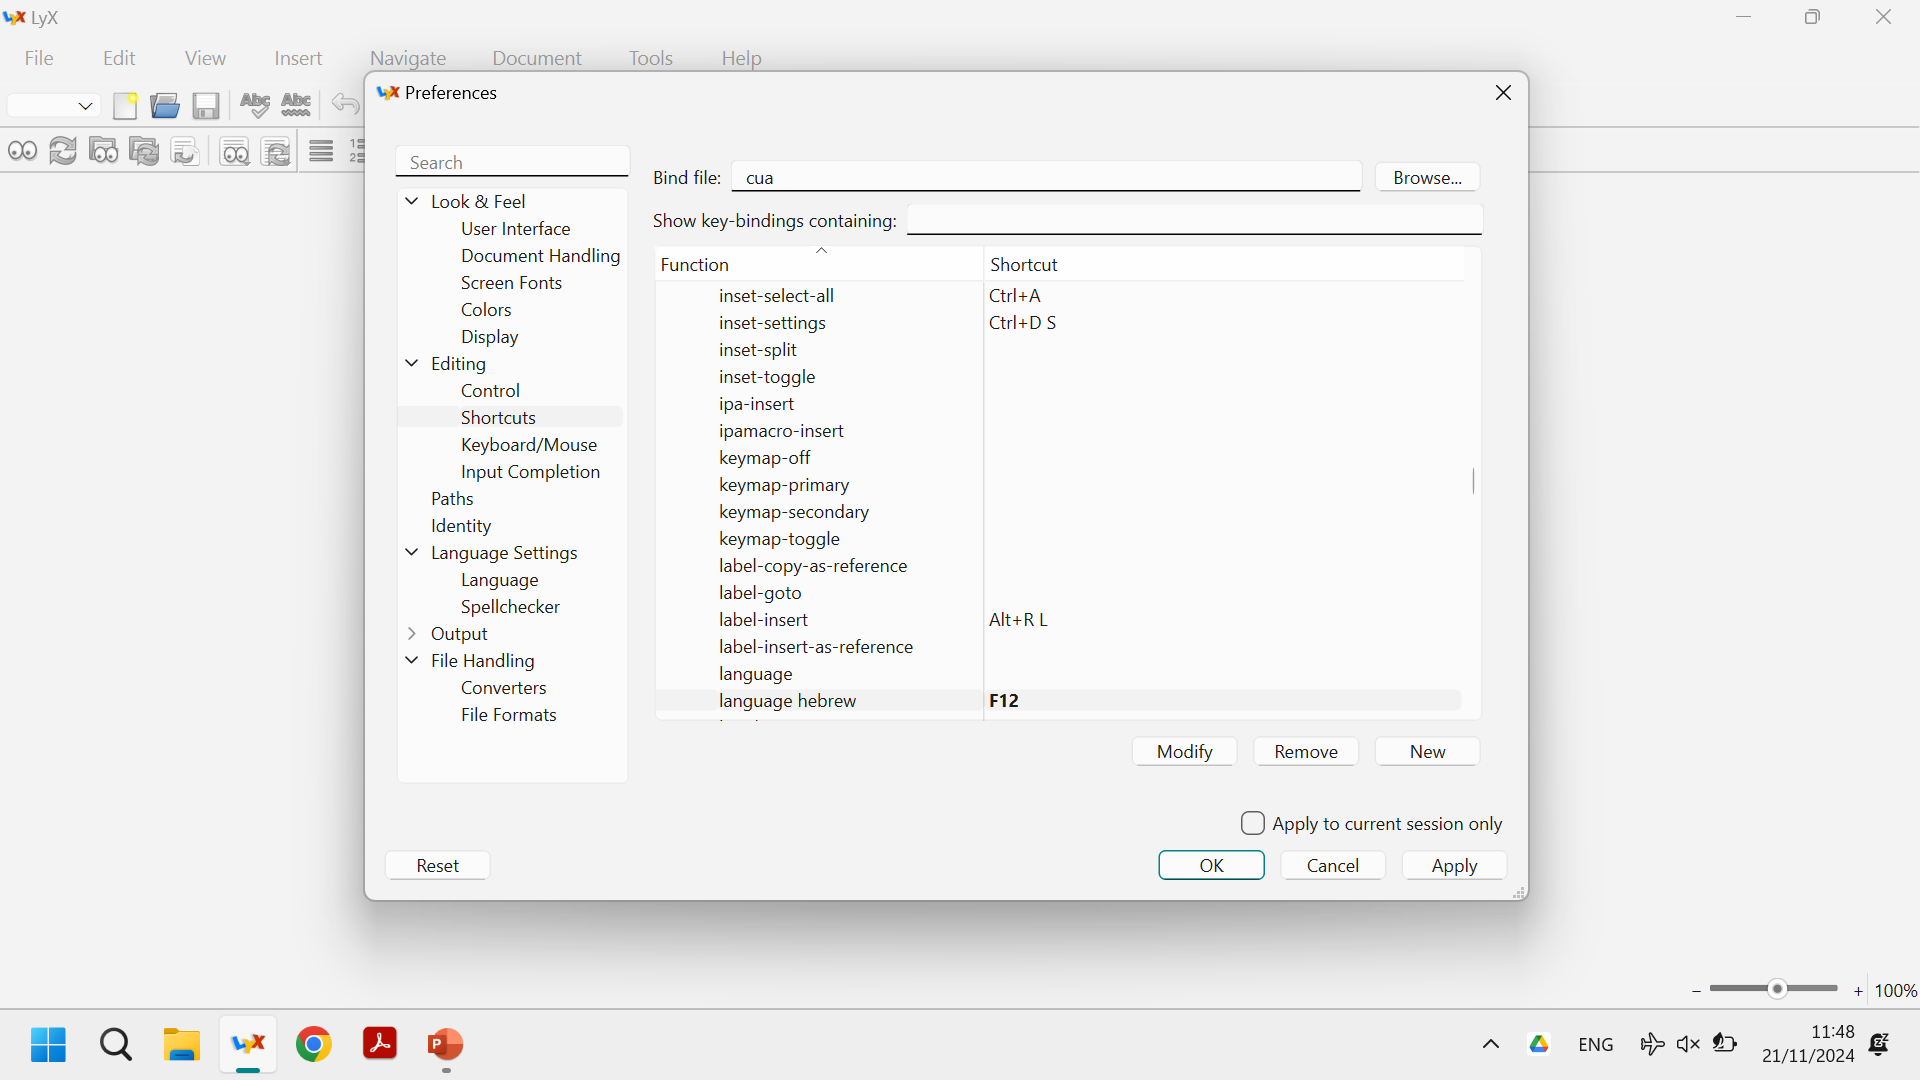 LyX
File Edit View Insert Navigate Document Tools Help
Preferences
Search
Look & Feel
User Interface
Document Handling
Screen Fonts
Colors
Display
Editing
Control
Shortcuts
Keyboard/Mouse
Input Completion
Paths
Identity
Language Settings
Language
Spellchecker
Output
File Handling
Converters
File Formats
Bind file: cua Browse...
Show key-bindings containing:
Function Shortcut
inset-select-all Ctrl+A
inset-settings Ctrl+D S
inset-split
inset-toggle
ipa-insert
ipamacro-insert
keymap-off
keymap-primary
keymap-secondary
keymap-toggle
label-copy-as-reference
label-goto
label-insert Alt+R L
label-insert-as-reference
language
language hebrew F12
Modify Remove New
Apply to current session only
Reset OK Cancel Apply
100%
ENG
11:48
21/11/2024